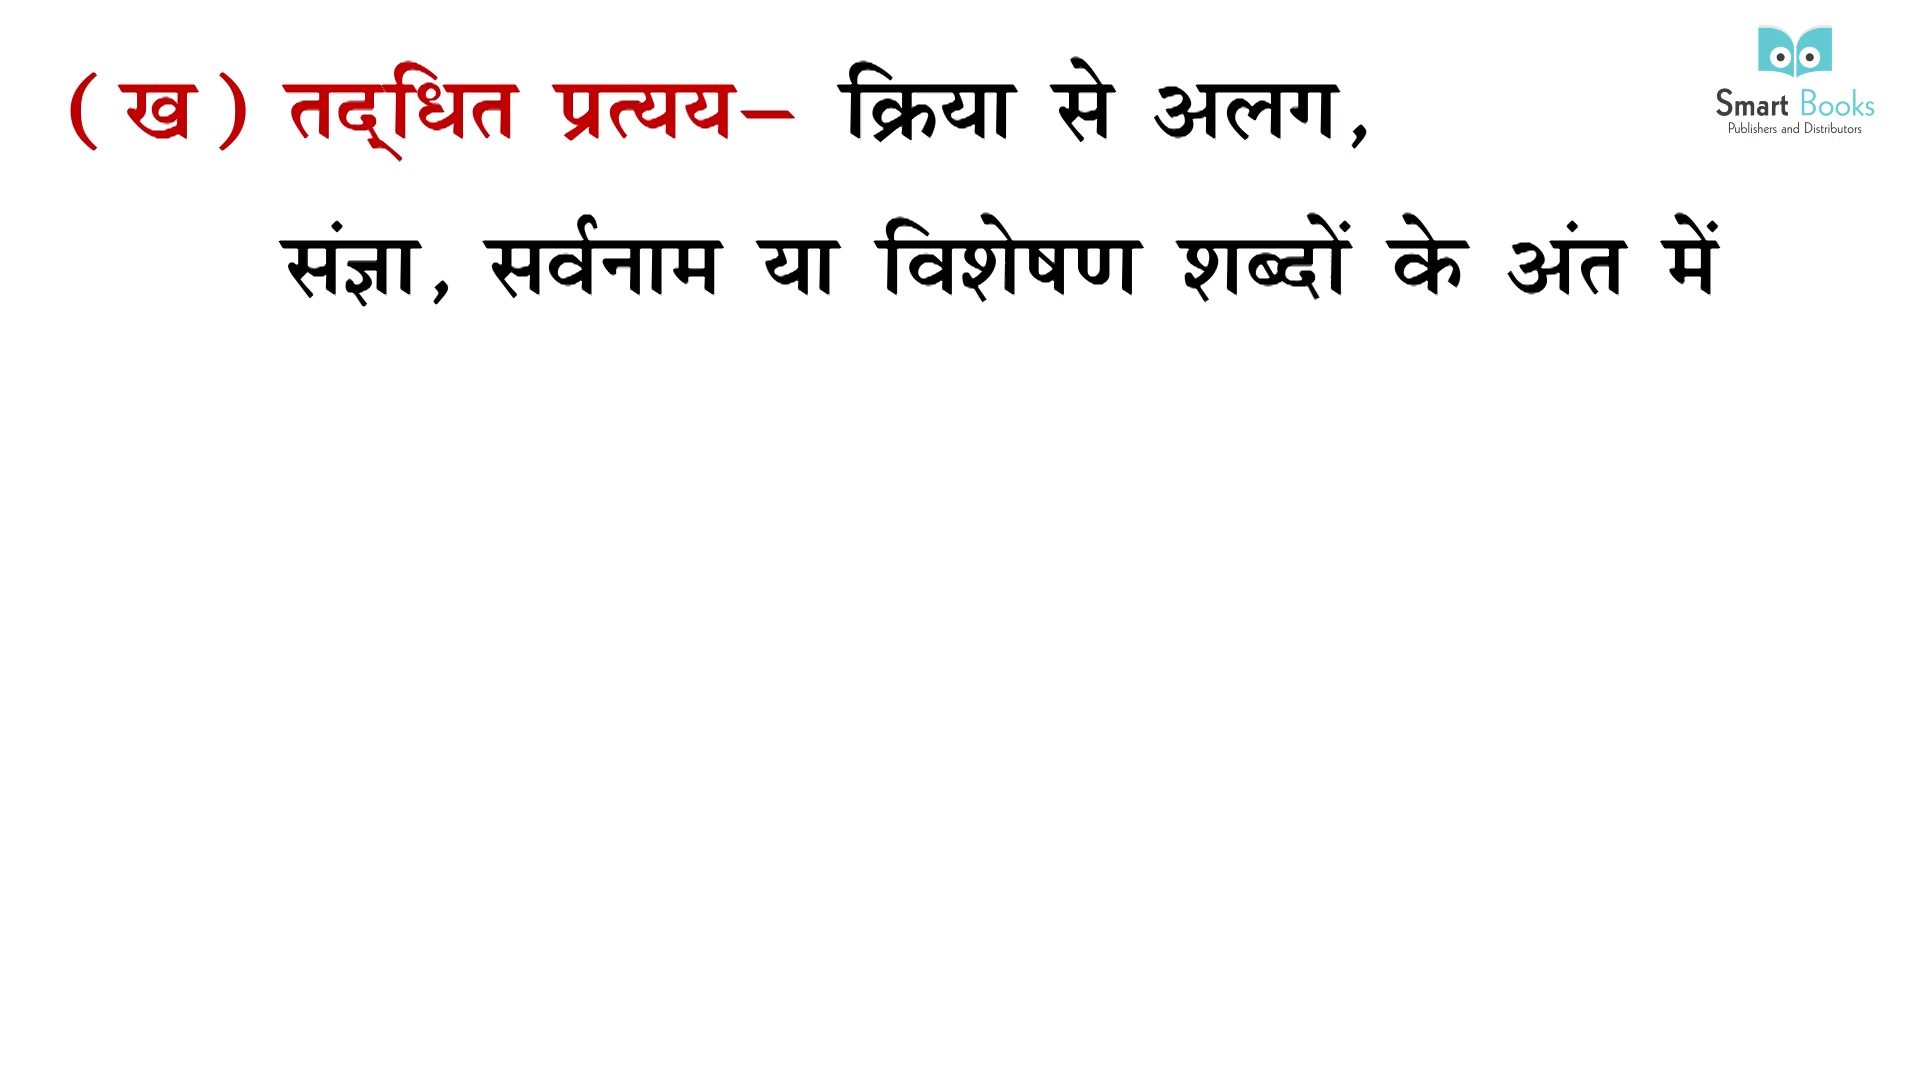 ( ख ) तद्‌धित प्रत्यय– क्रिया से अलग,
संज्ञा, सर्वनाम या विशेषण शब्दों के अंत में
Smart Books
Publishers and Distributors